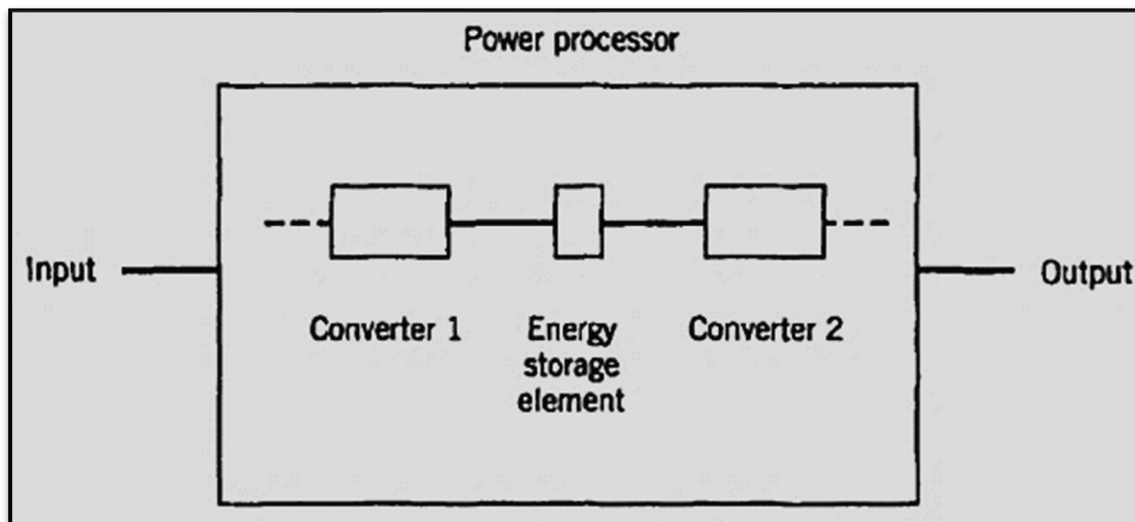 Power processor
Input
Output
Converter 1
Energy
storage
element
Converter 2